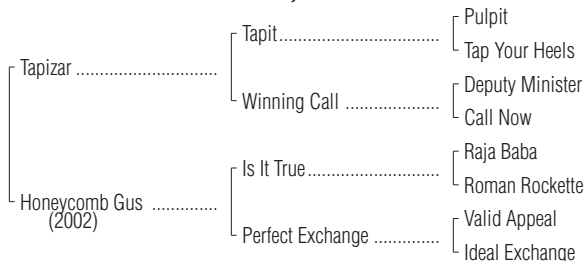 Pulpit
Tapit
Tap Your Heels
Tapizar
Deputy Minister
Winning Call
Call Now
Raja Baba
Is It True
Roman Rockette
Honeycomb Gus
(2002)
Valid Appeal
Perfect Exchange
Ideal Exchange